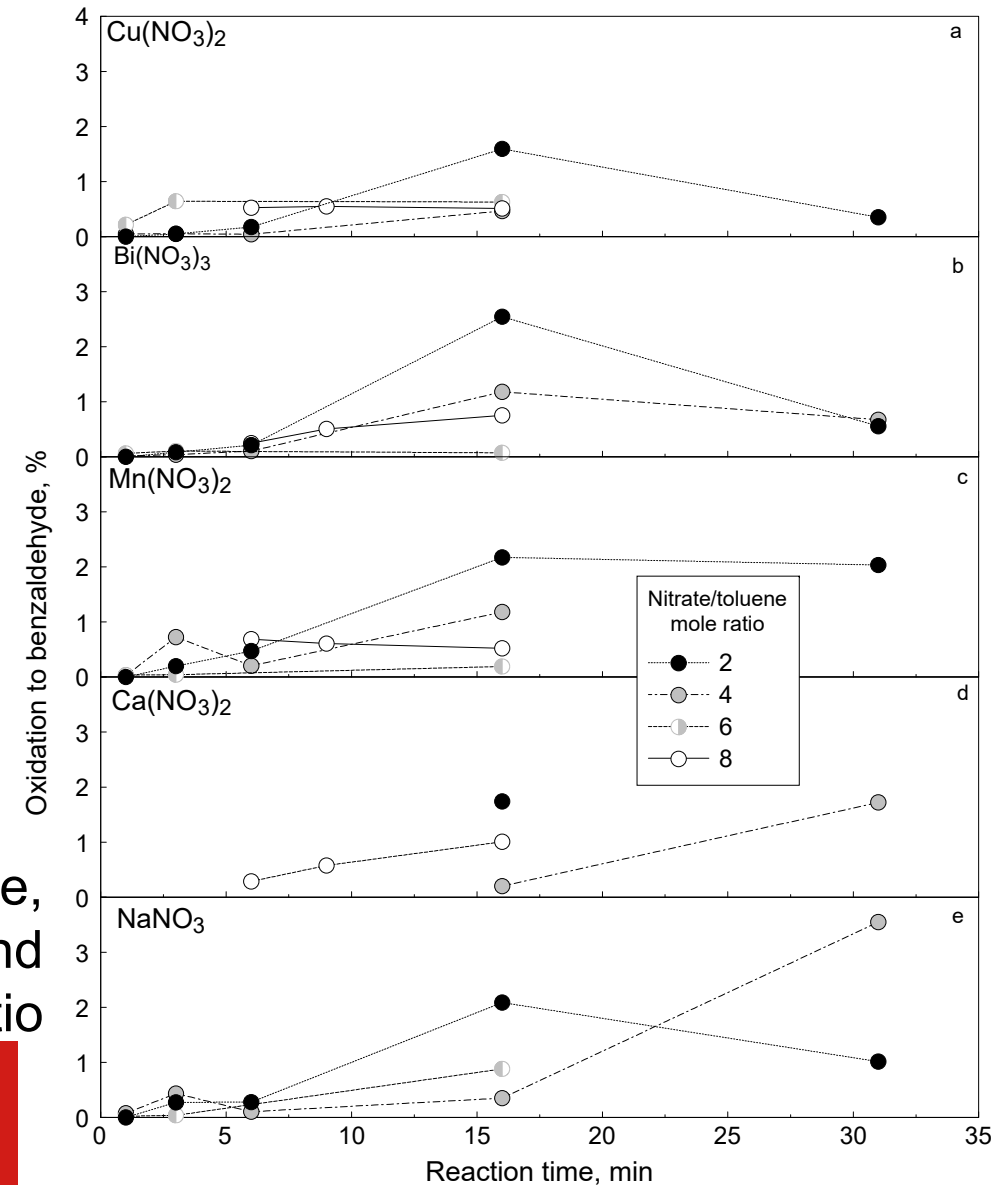 4
Cu(NO3)2
a
3
2
1
0
Bi(NO3)3
b
3
2
1
0
Mn(NO3)2
c
3
2
1
0
Nitrate/toluene
mole ratio
2
4
6
8
Ca(NO3)2
d
3
2
1
0
NaNO3
e
3
2
1
0
0 5 10 15 20 25 30 35
Reaction time, min
Oxidation to benzaldehyde, %
e,
nd
tio